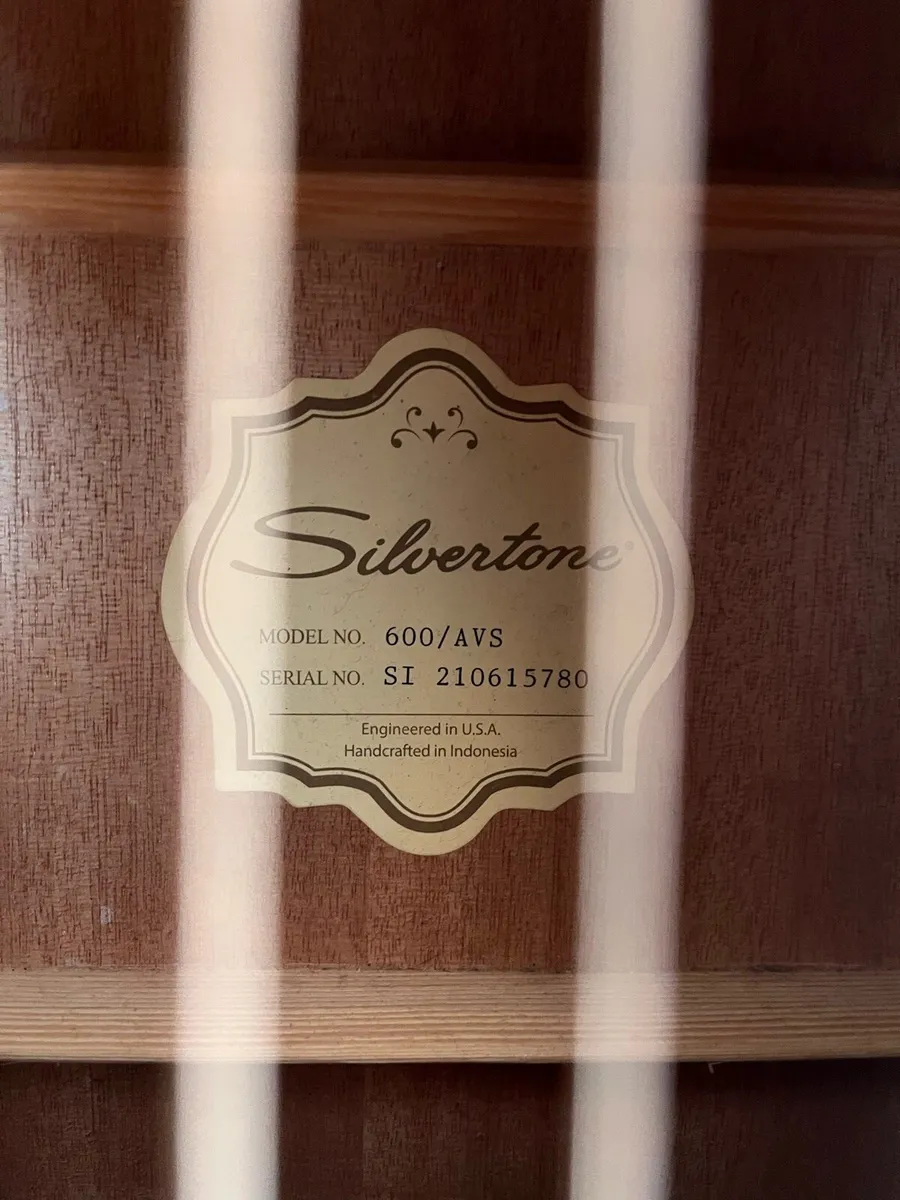 Silvertone®
MODEL NO. 600/AVS
SERIAL NO. SI 210615780
Engineered in U.S.A.
Handcrafted in Indonesia